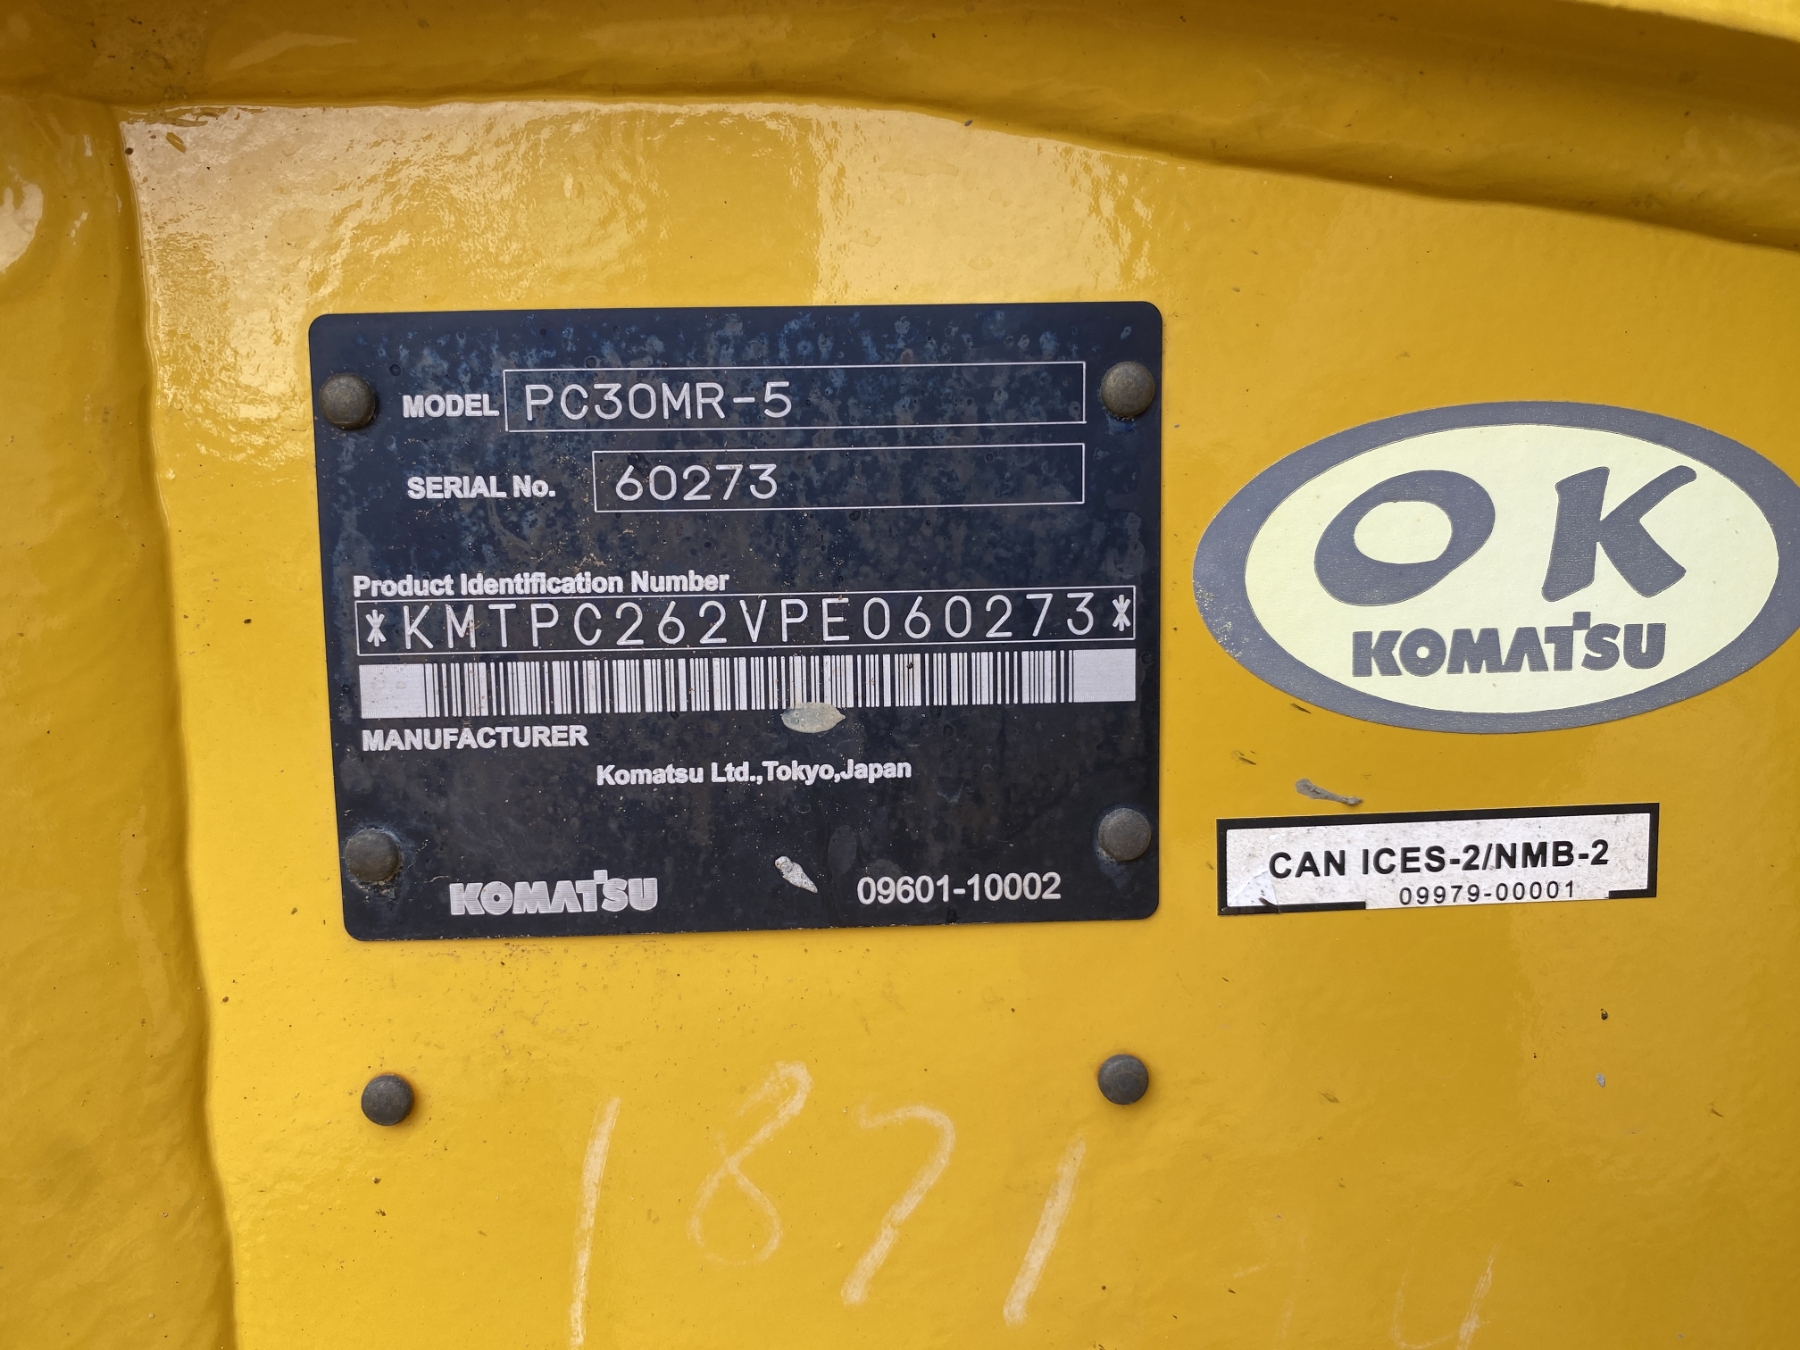 MODEL PC30MR-5
SERIAL No. 60273
Product Identification Number
*KMTPC262VPE060273*
MANUFACTURER
Komatsu Ltd.,Tokyo,Japan
KOMATSU 09601-10002
OK
KOMATSU
CAN ICES-2/NMB-2
09979-00001
1871